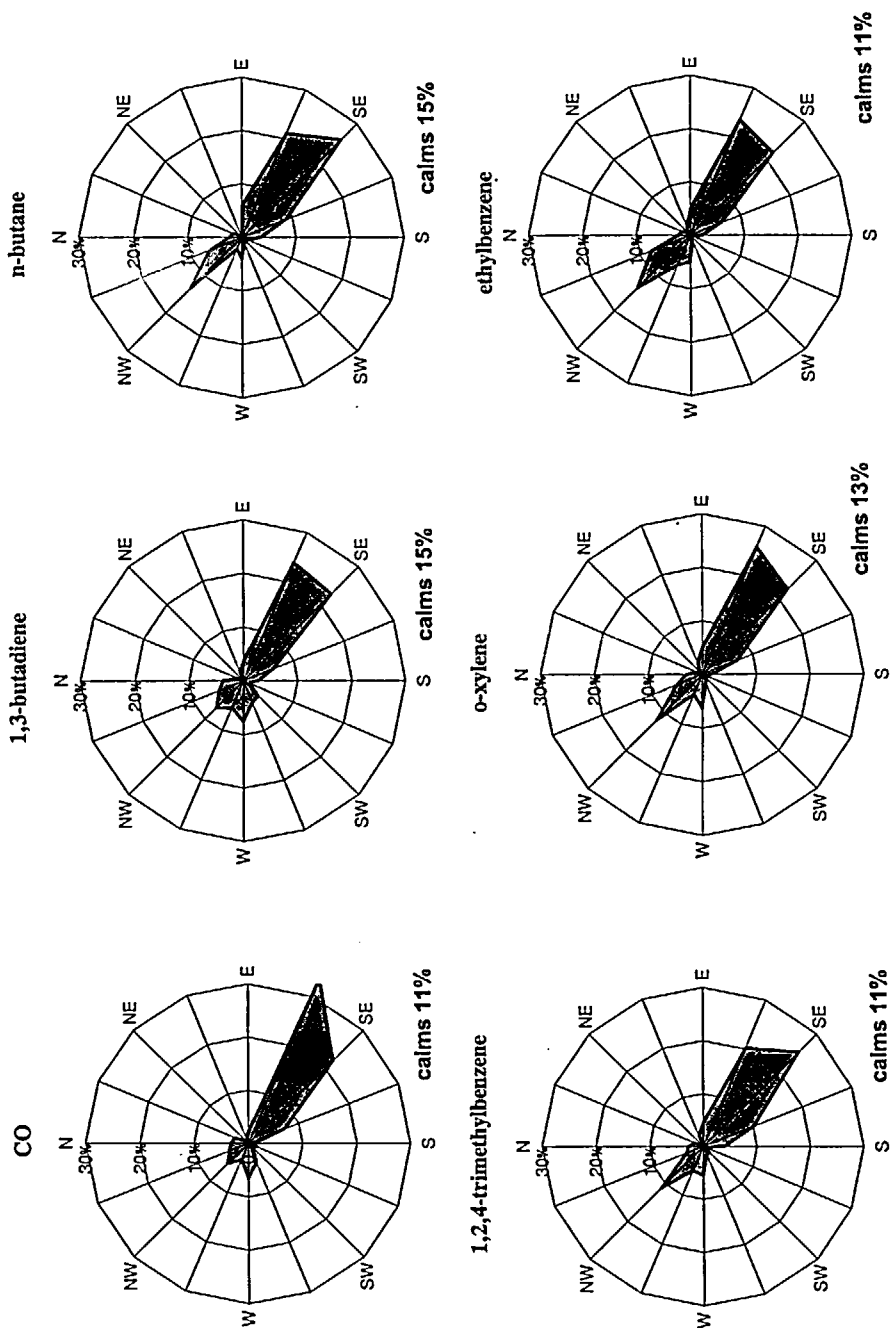 CO
N
30%
NW
NE
20%
10%
W
E
SW
SE
S
calms 11%
1,3-butadiene
N
30%
NW
NE
20%
10%
W
E
SW
SE
S
calms 15%
n-butane
N
30%
NW
NE
20%
10%
W
E
SW
SE
S
calms 15%
1,2,4-trimethylbenzene
N
30%
NW
NE
20%
10%
W
E
SW
SE
S
calms 11%
o-xylene
N
30%
NW
NE
20%
10%
W
E
SW
SE
S
calms 13%
ethylbenzene
N
30%
NW
NE
20%
10%
W
E
SW
SE
S
calms 11%